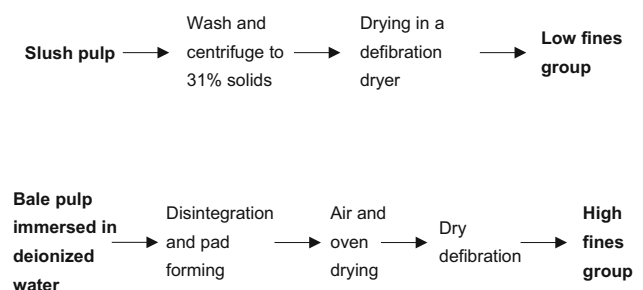 Slush pulp
Wash and
centrifuge to
31% solids
Drying in a
defibration
dryer
Low fines
group
Bale pulp
immersed in
deionized
water
Disintegration
and pad
forming
Air and
oven
drying
Dry
defibration
High
fines
group